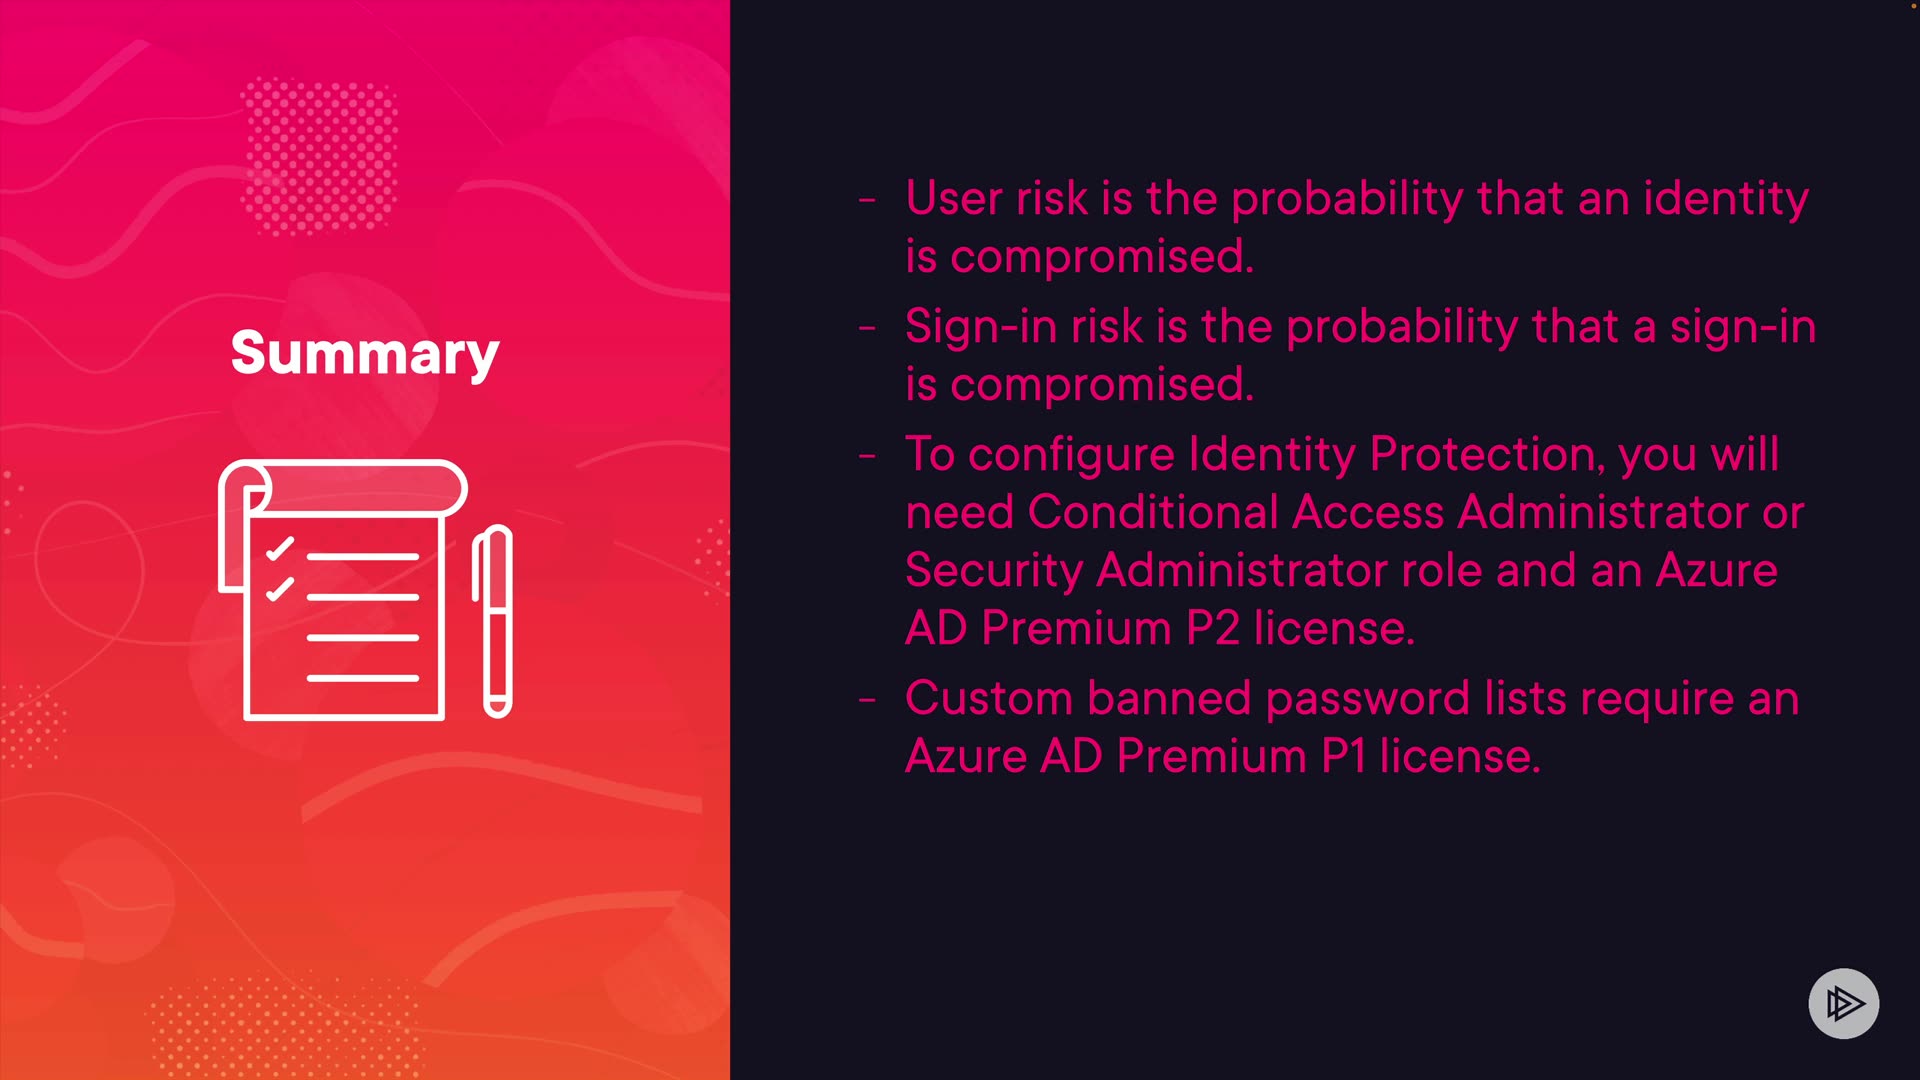 Summary
- User risk is the probability that an identity
is compromised.
- Sign-in risk is the probability that a sign-in
is compromised.
- To configure Identity Protection, you will
need Conditional Access Administrator or
Security Administrator role and an Azure
AD Premium P2 license.
- Custom banned password lists require an
Azure AD Premium P1 license.